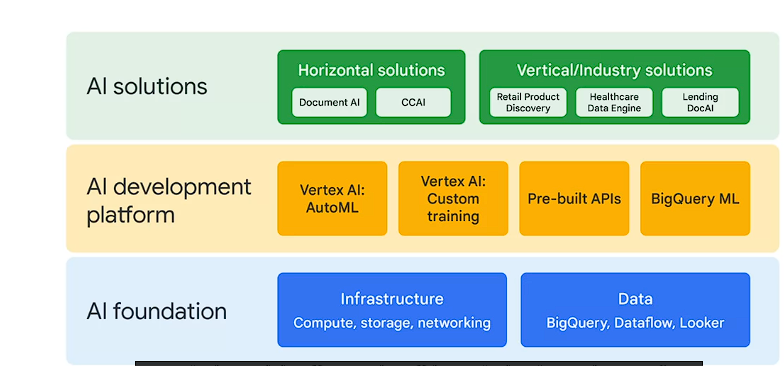 AI solutions
Horizontal solutions
Document AI
CCAI
Vertical/Industry solutions
Retail Product
Discovery
Healthcare
Data Engine
Lending
DocAI
AI development
platform
Vertex AI:
AutoML
Vertex AI:
Custom
training
Pre-built APIs
BigQuery ML
AI foundation
Infrastructure
Compute, storage, networking
Data
BigQuery, Dataflow, Looker